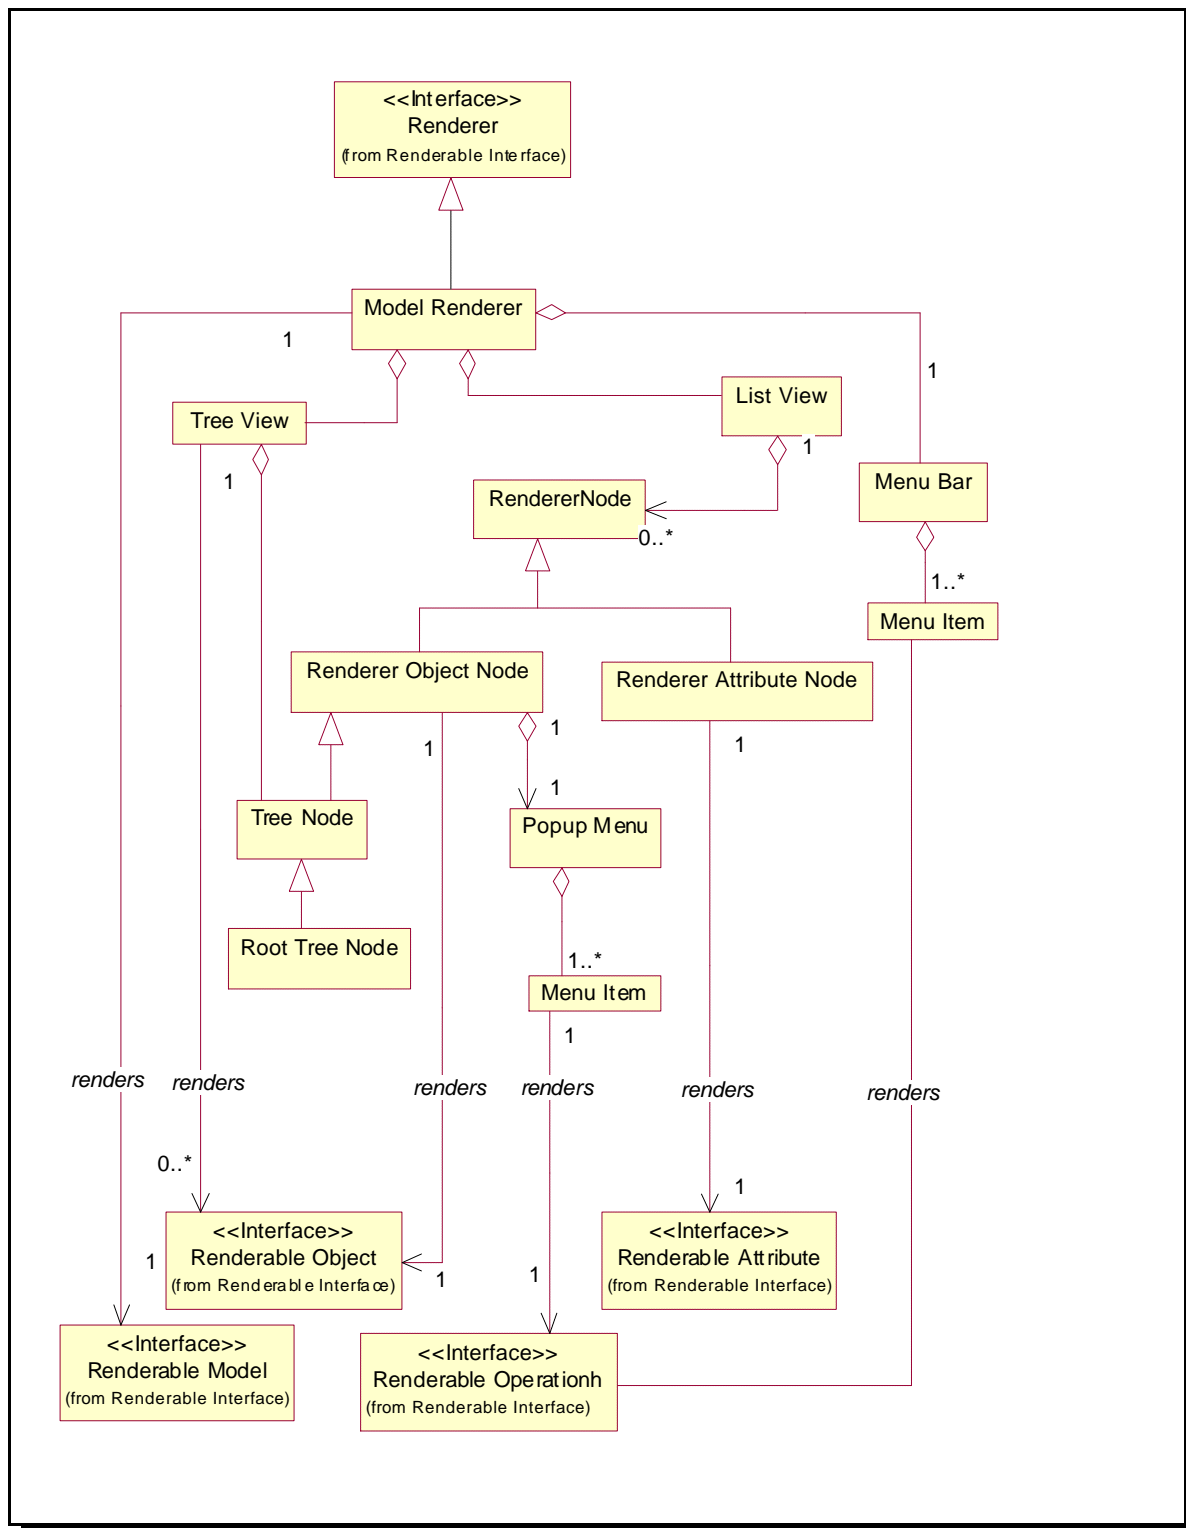 <<Interface>>
Renderer
(from Renderable Interface)
Model Renderer
1
1
List View
Tree View
1
1
Menu Bar
RendererNode
0..*
1..*
Menu Item
Renderer Object Node
Renderer Attribute Node
1
1
1
1
Tree Node
Popup Menu
Root Tree Node
1..*
Menu Item
1
renders
renders
renders
renders
renders
renders
0..*
1
<<Interface>>
Renderable Object
(from Renderable Interface)
<<Interface>>
Renderable Attribute
(from Renderable Interface)
1
1
1
<<Interface>>
Renderable Model
(from Renderable Interface)
<<Interface>>
Renderable Operationh
(from Renderable Interface)